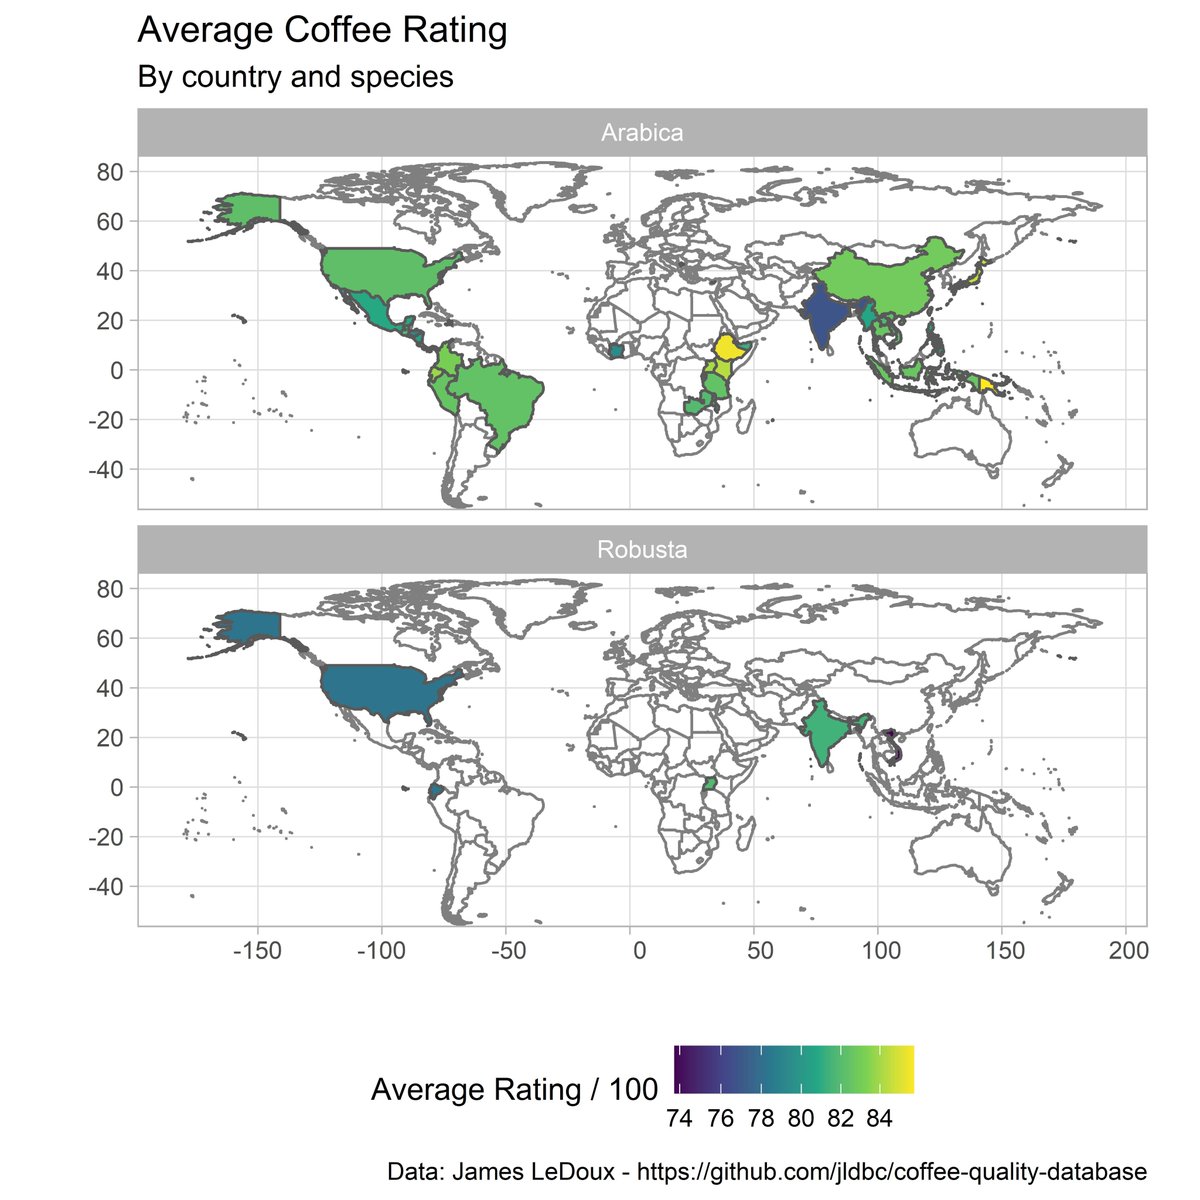 Average Coffee Rating
By country and species
Arabica
80
60
40
20
0
-20
-40
Robusta
80
60
40
20
0
-20
-40
-150 -100 -50 0 50 100 150 200
Average Rating / 100
74 76 78 80 82 84
Data: James LeDoux - https://github.com/jldbc/coffee-quality-database